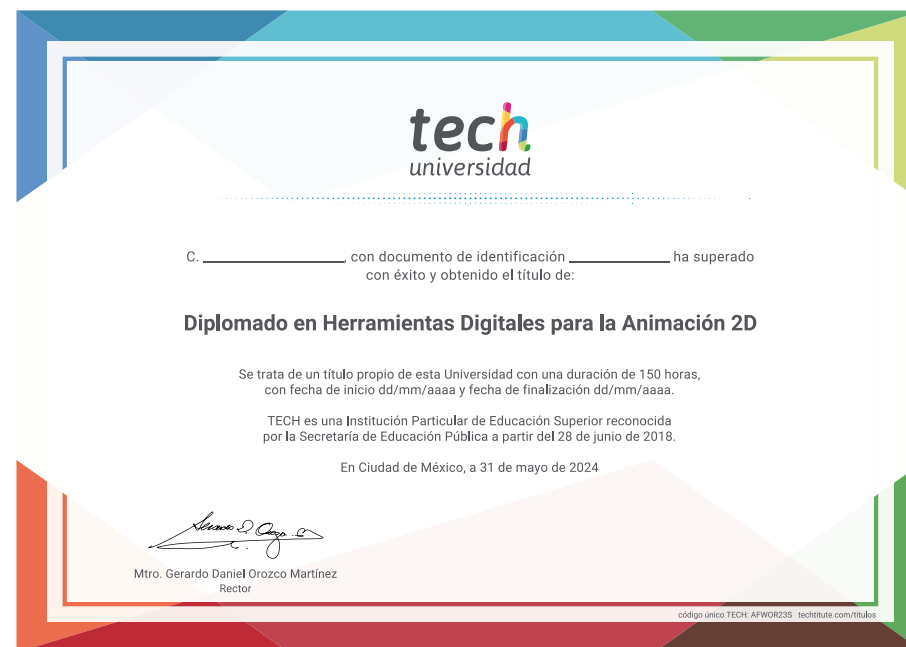 tech
universidad
C. ____________, con documento de identificación _________ ha superado
con éxito y obtenido el título de:
Diplomado en Herramientas Digitales para la Animación 2D
Se trata de un título propio de esta Universidad con una duración de 150 horas,
con fecha de inicio dd/mm/aaaa y fecha de finalización dd/mm/aaaa.
TECH es una Institución Particular de Educación Superior reconocida
por la Secretaría de Educación Pública a partir del 28 de junio de 2018.
En Ciudad de México, a 31 de mayo de 2024
Mtro. Gerardo Daniel Orozco Martínez
Rector
código único TECH: AFWOR23S techtitute.com/titulos